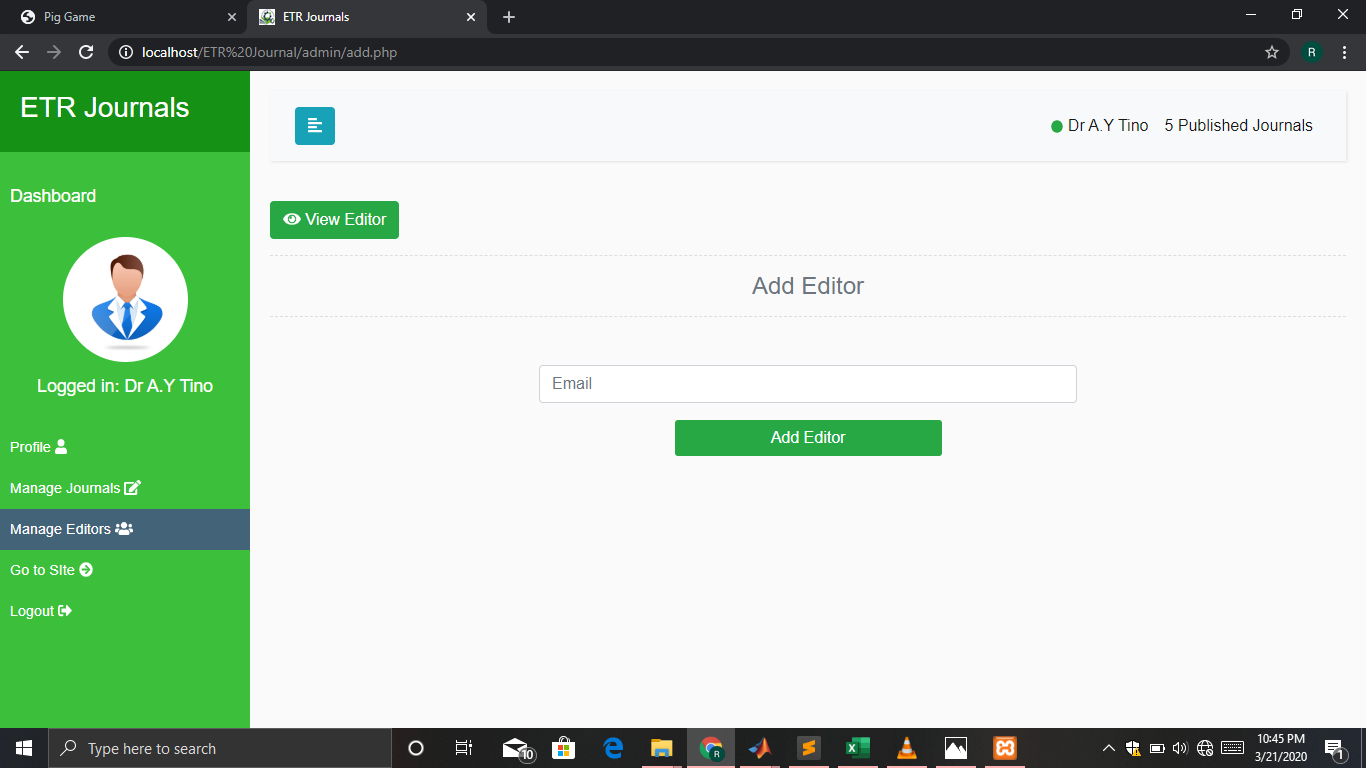 Pig Game
ETR Journals
localhost/ETR%20Journal/admin/add.php
R
ETR Journals
Dr A.Y Tino 5 Published Journals
Dashboard
View Editor
Add Editor
Logged in: Dr A.Y Tino
Email
Add Editor
Profile
Manage Journals
Manage Editors
Go to SIte
Logout
Type here to search
10
R
10:45 PM
3/21/2020
1